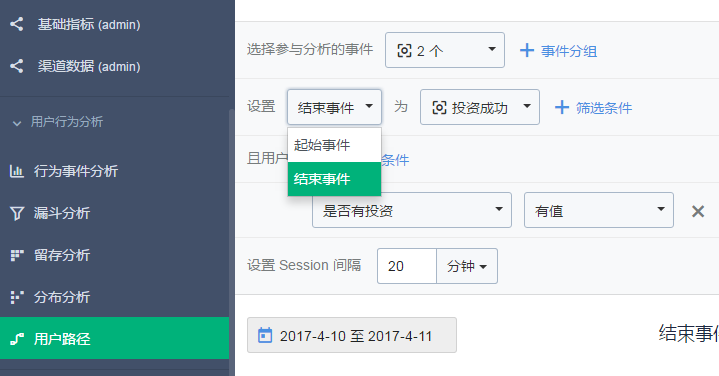 基础指标 (admin)
渠道数据 (admin)
用户行为分析
行为事件分析
漏斗分析
留存分析
分布分析
用户路径
选择参与分析的事件 2 个 事件分组
设置 结束事件 为 投资成功 筛选条件
起始事件
且用户 条件
结束事件
是否有投资 有值
设置 Session 间隔 20 分钟
2017-4-10 至 2017-4-11 结束事件